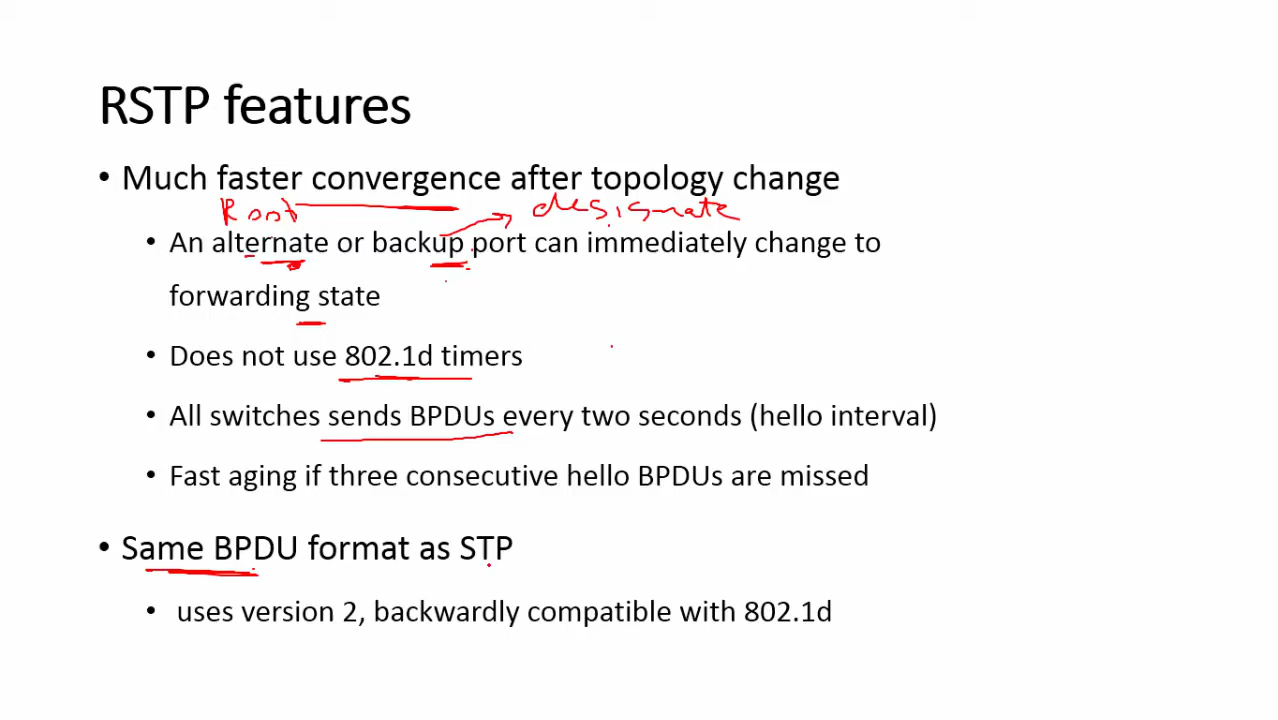 RSTP features
• Much faster convergence after topology change
Root designate
• An alternate or backup port can immediately change to
forwarding state
• Does not use 802.1d timers
• All switches sends BPDUs every two seconds (hello interval)
• Fast aging if three consecutive hello BPDUs are missed
• Same BPDU format as STP
• uses version 2, backwardly compatible with 802.1d